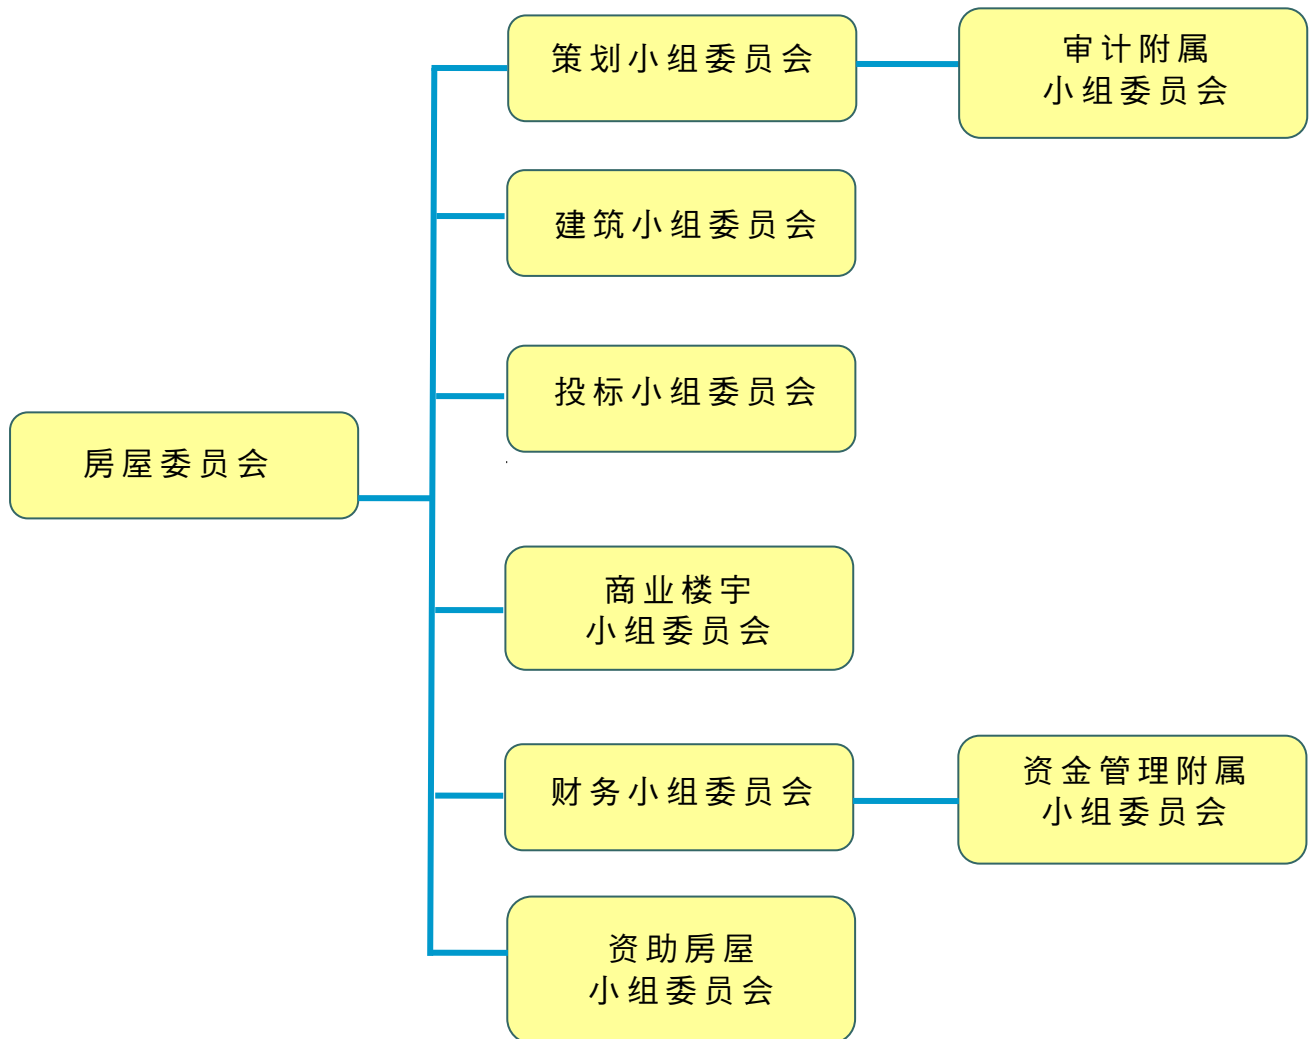 策划小组委员会
审计附属
小组委员会
建筑小组委员会
投标小组委员会
房屋委员会
商业楼宇
小组委员会
财务小组委员会
资金管理附属
小组委员会
资助房屋
小组委员会